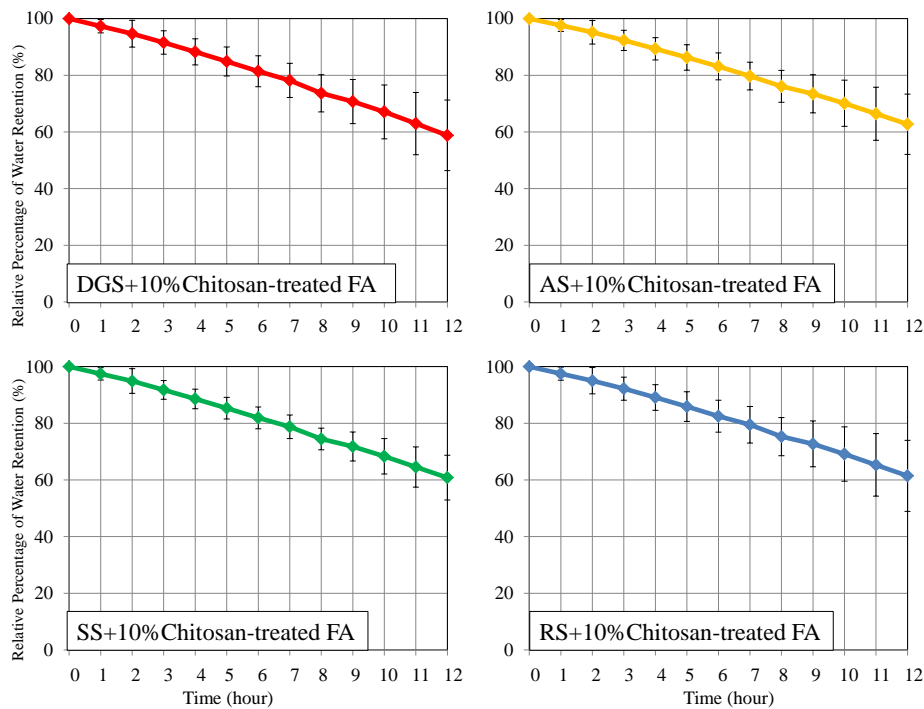 Relative Percentage of Water Retention (%)
100
80
60
40
20
0
DGS+10%Chitosan-treated FA
0 1 2 3 4 5 6 7 8 9 10 11 12
100
80
60
40
20
0
AS+10%Chitosan-treated FA
0 1 2 3 4 5 6 7 8 9 10 11 12
Relative Percentage of Water Retention (%)
100
80
60
40
20
0
SS+10%Chitosan-treated FA
0 1 2 3 4 5 6 7 8 9 10 11 12
Time (hour)
100
80
60
40
20
0
RS+10%Chitosan-treated FA
0 1 2 3 4 5 6 7 8 9 10 11 12
Time (hour)